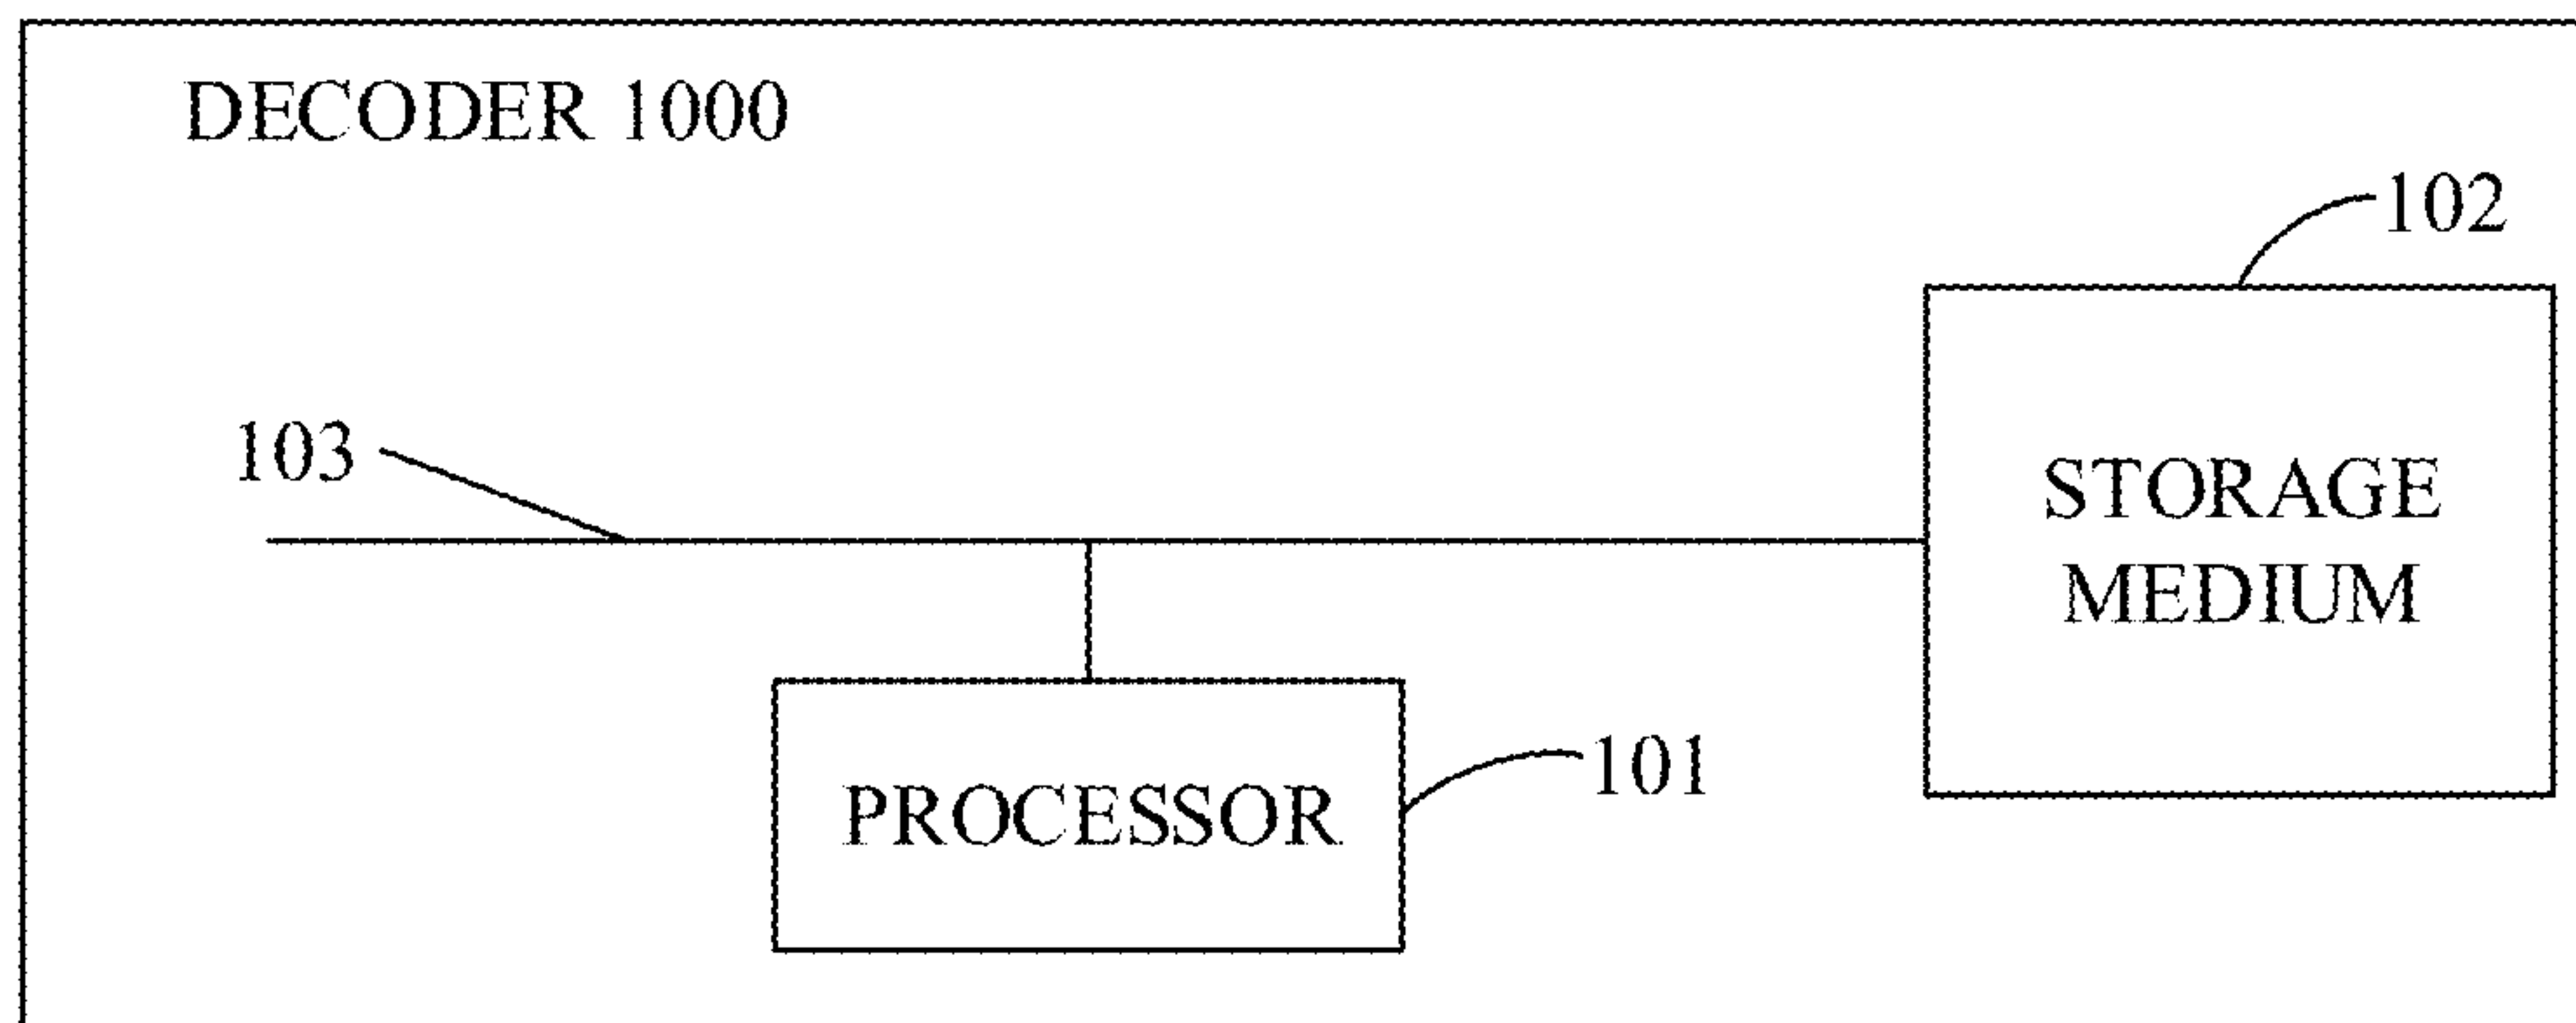 DECODER 1000
102
103
STORAGE
MEDIUM
101
PROCESSOR